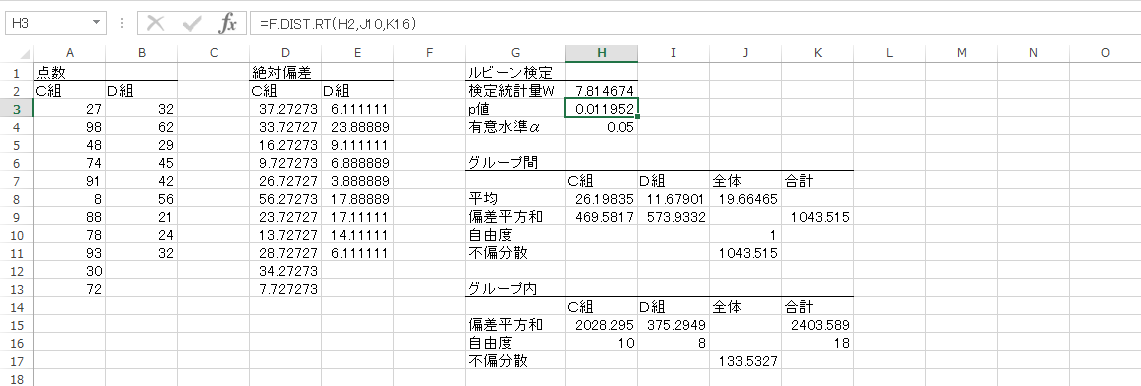 H3 fx =F.DIST.RT(H2,J10,K16)
A B C D E F G H I J K L M N O
1 点数 絶対偏差 ルビーン検定
2 C組 D組 C組 D組 検定統計量W 7.814674
3 27 32 37.27273 6.111111 p値 0.011952
4 98 62 33.72727 23.88889 有意水準α 0.05
5 48 29 16.27273 9.111111
6 74 45 9.727273 6.888889 グループ間
7 91 42 26.72727 3.888889 C組 D組 全体 合計
8 8 56 56.27273 17.88889 平均 26.19835 11.67901 19.66465
9 88 21 23.72727 17.11111 偏差平方和 469.5817 573.9332 1043.515
10 78 24 13.72727 14.11111 自由度 1
11 93 32 28.72727 6.111111 不偏分散 1043.515
12 30 34.27273
13 72 7.727273 グループ内
14 C組 D組 全体 合計
15 偏差平方和 2028.295 375.2949 2403.589
16 自由度 10 8 18
17 不偏分散 133.5327
18